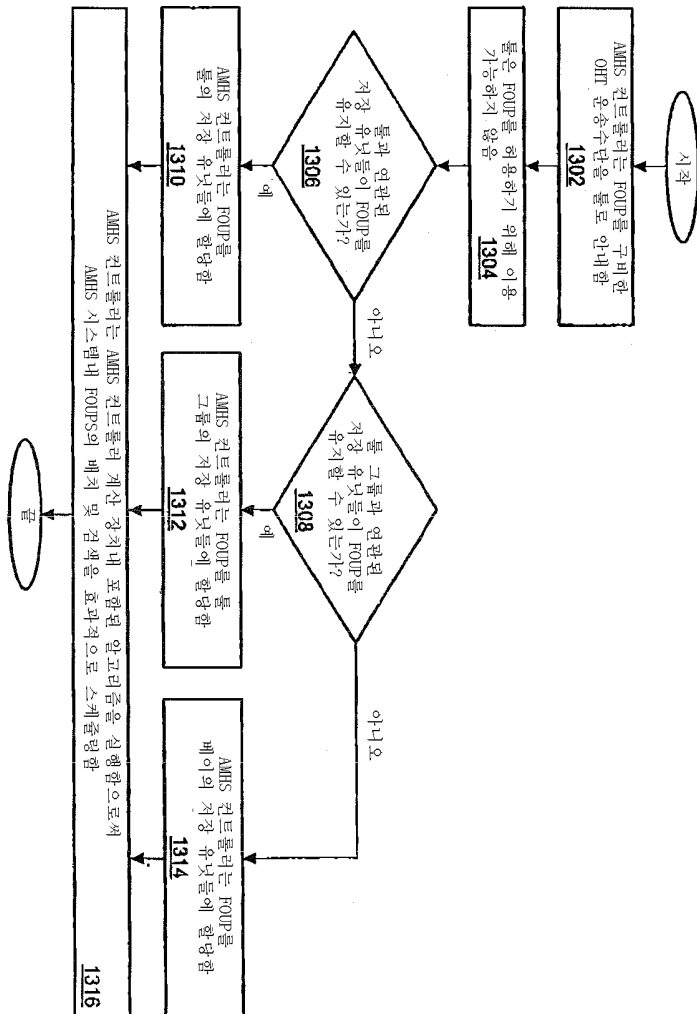 시작
AMHS 컨트롤러는 FOUP를 구비한
OHT 운송수단을 툴로 안내함
1302
툴은 FOUP를 허용하기 위해 이용
가능하지 않음
1304
툴과 연관된
저장 유닛들이 FOUP를
유지할 수 있는가?
1306
아니오
예
툴 그룹과 연관된
저장 유닛들이 FOUP를
유지할 수 있는가?
1308
아니오
예
AMHS 컨트롤러는 FOUP를
툴의 저장 유닛들에 할당함
1310
AMHS 컨트롤러는 FOUP를 툴
그룹의 저장 유닛들에 할당함
1312
AMHS 컨트롤러는 FOUP를
베이의 저장 유닛들에 할당함
1314
AMHS 컨트롤러는 AMHS 컨트롤러 계산 장치내 포함된 알고리즘을 실행함으로써
AMHS 시스템내 FOUPS의 배치 및 검색을 효과적으로 스케줄링함
1316
끝